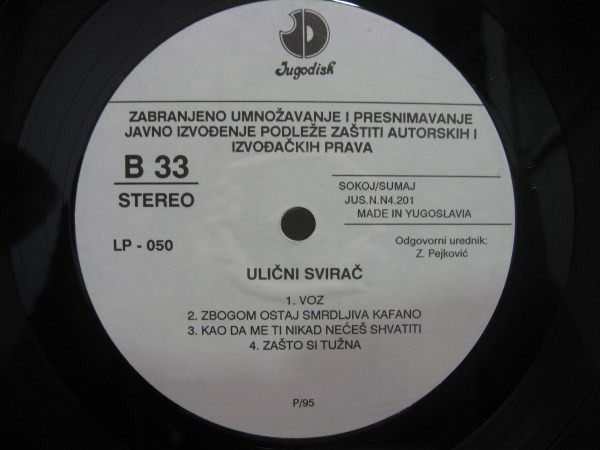 Jugodisk
ZABRANJENO UMNOŽAVANJE I PRESNIMAVANJE
JAVNO IZVOĐENJE PODLEŽE ZAŠTITI AUTORSKIH I
IZVOĐAČKIH PRAVA
B 33
STEREO
SOKOJ/SUMAJ
JUS.N.N4.201
MADE IN YUGOSLAVIA
LP - 050
Odgovorni urednik:
Z. Pejković
ULIČNI SVIRAČ
1. VOZ
2. ZBOGOM OSTAJ SMRDLJIVA KAFANO
3. KAO DA ME TI NIKAD NEĆEŠ SHVATITI
4. ZAŠTO SI TUŽNA
P/95